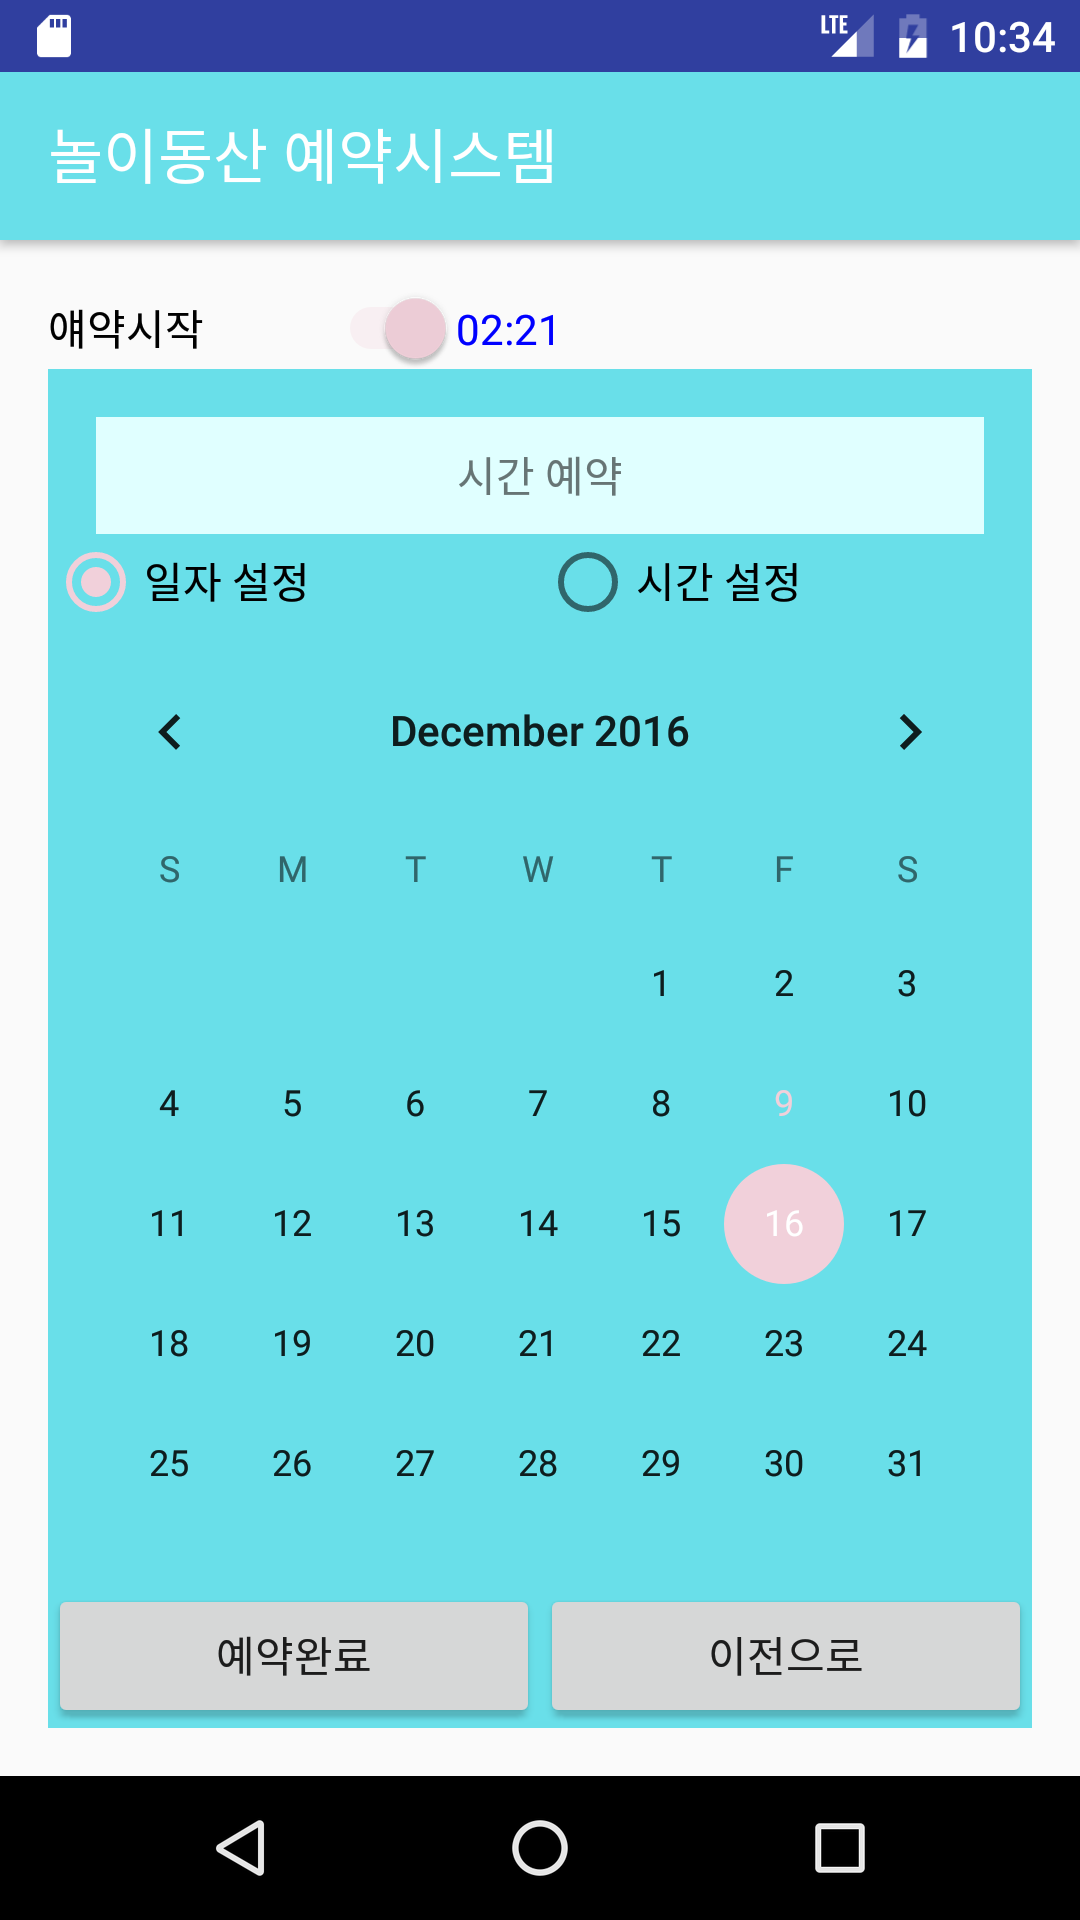 LTE 10:34
놀이동산 예약시스템
얘약시작 02:21
시간 예약
일자 설정 시간 설정
December 2016
S M T W T F S
1 2 3
4 5 6 7 8 9 10
11 12 13 14 15 16 17
18 19 20 21 22 23 24
25 26 27 28 29 30 31
예약완료 이전으로